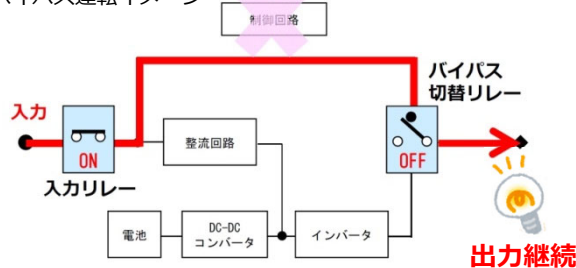 バイパス運転イメージ
制御回路
バイパス
切替リレー
入力
ON
OFF
入力リレー
整流回路
電池
DC-DC
コンバータ
インバータ
出力継続